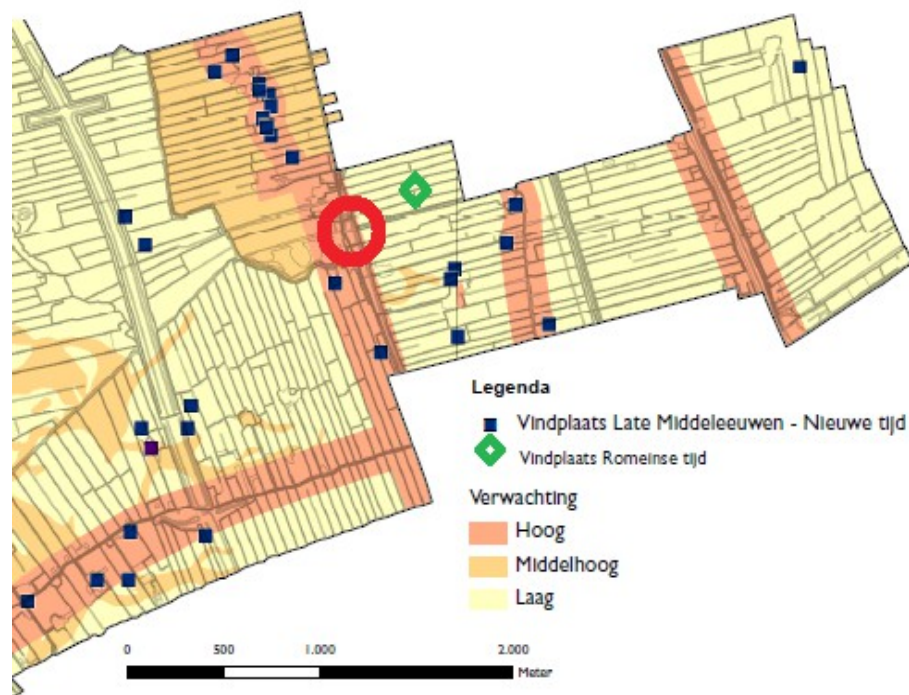 Legenda
Vindplaats Late Middeleeuwen - Nieuwe tijd
Vindplaats Romeinse tijd
Verwachting
Hoog
Middelhoog
Laag
0 500 1.000 2.000
Meter